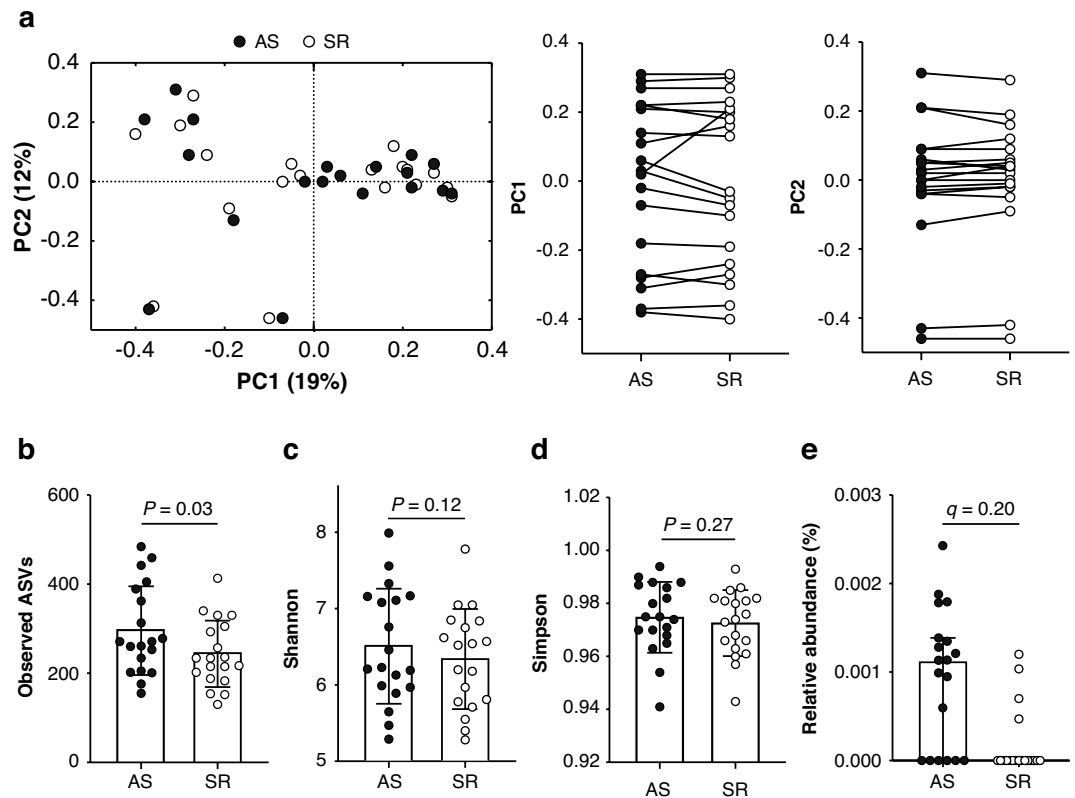 a
AS SR
0.4
0.2
0.0
-0.2
-0.4
PC2 (12%)
-0.4 -0.2 0.0 0.2 0.4
PC1 (19%)
0.4
0.2
0.0
-0.2
-0.4
PC1
AS SR
0.4
0.2
0.0
-0.2
-0.4
PC2
AS SR
b
P = 0.03
600
400
200
0
Observed ASVs
AS SR
c
P = 0.12
8
7
6
5
Shannon
AS SR
d
P = 0.27
1.02
1.00
0.98
0.96
0.94
0.92
Simpson
AS SR
e
q = 0.20
0.003
0.002
0.001
0.000
Relative abundance (%)
AS SR